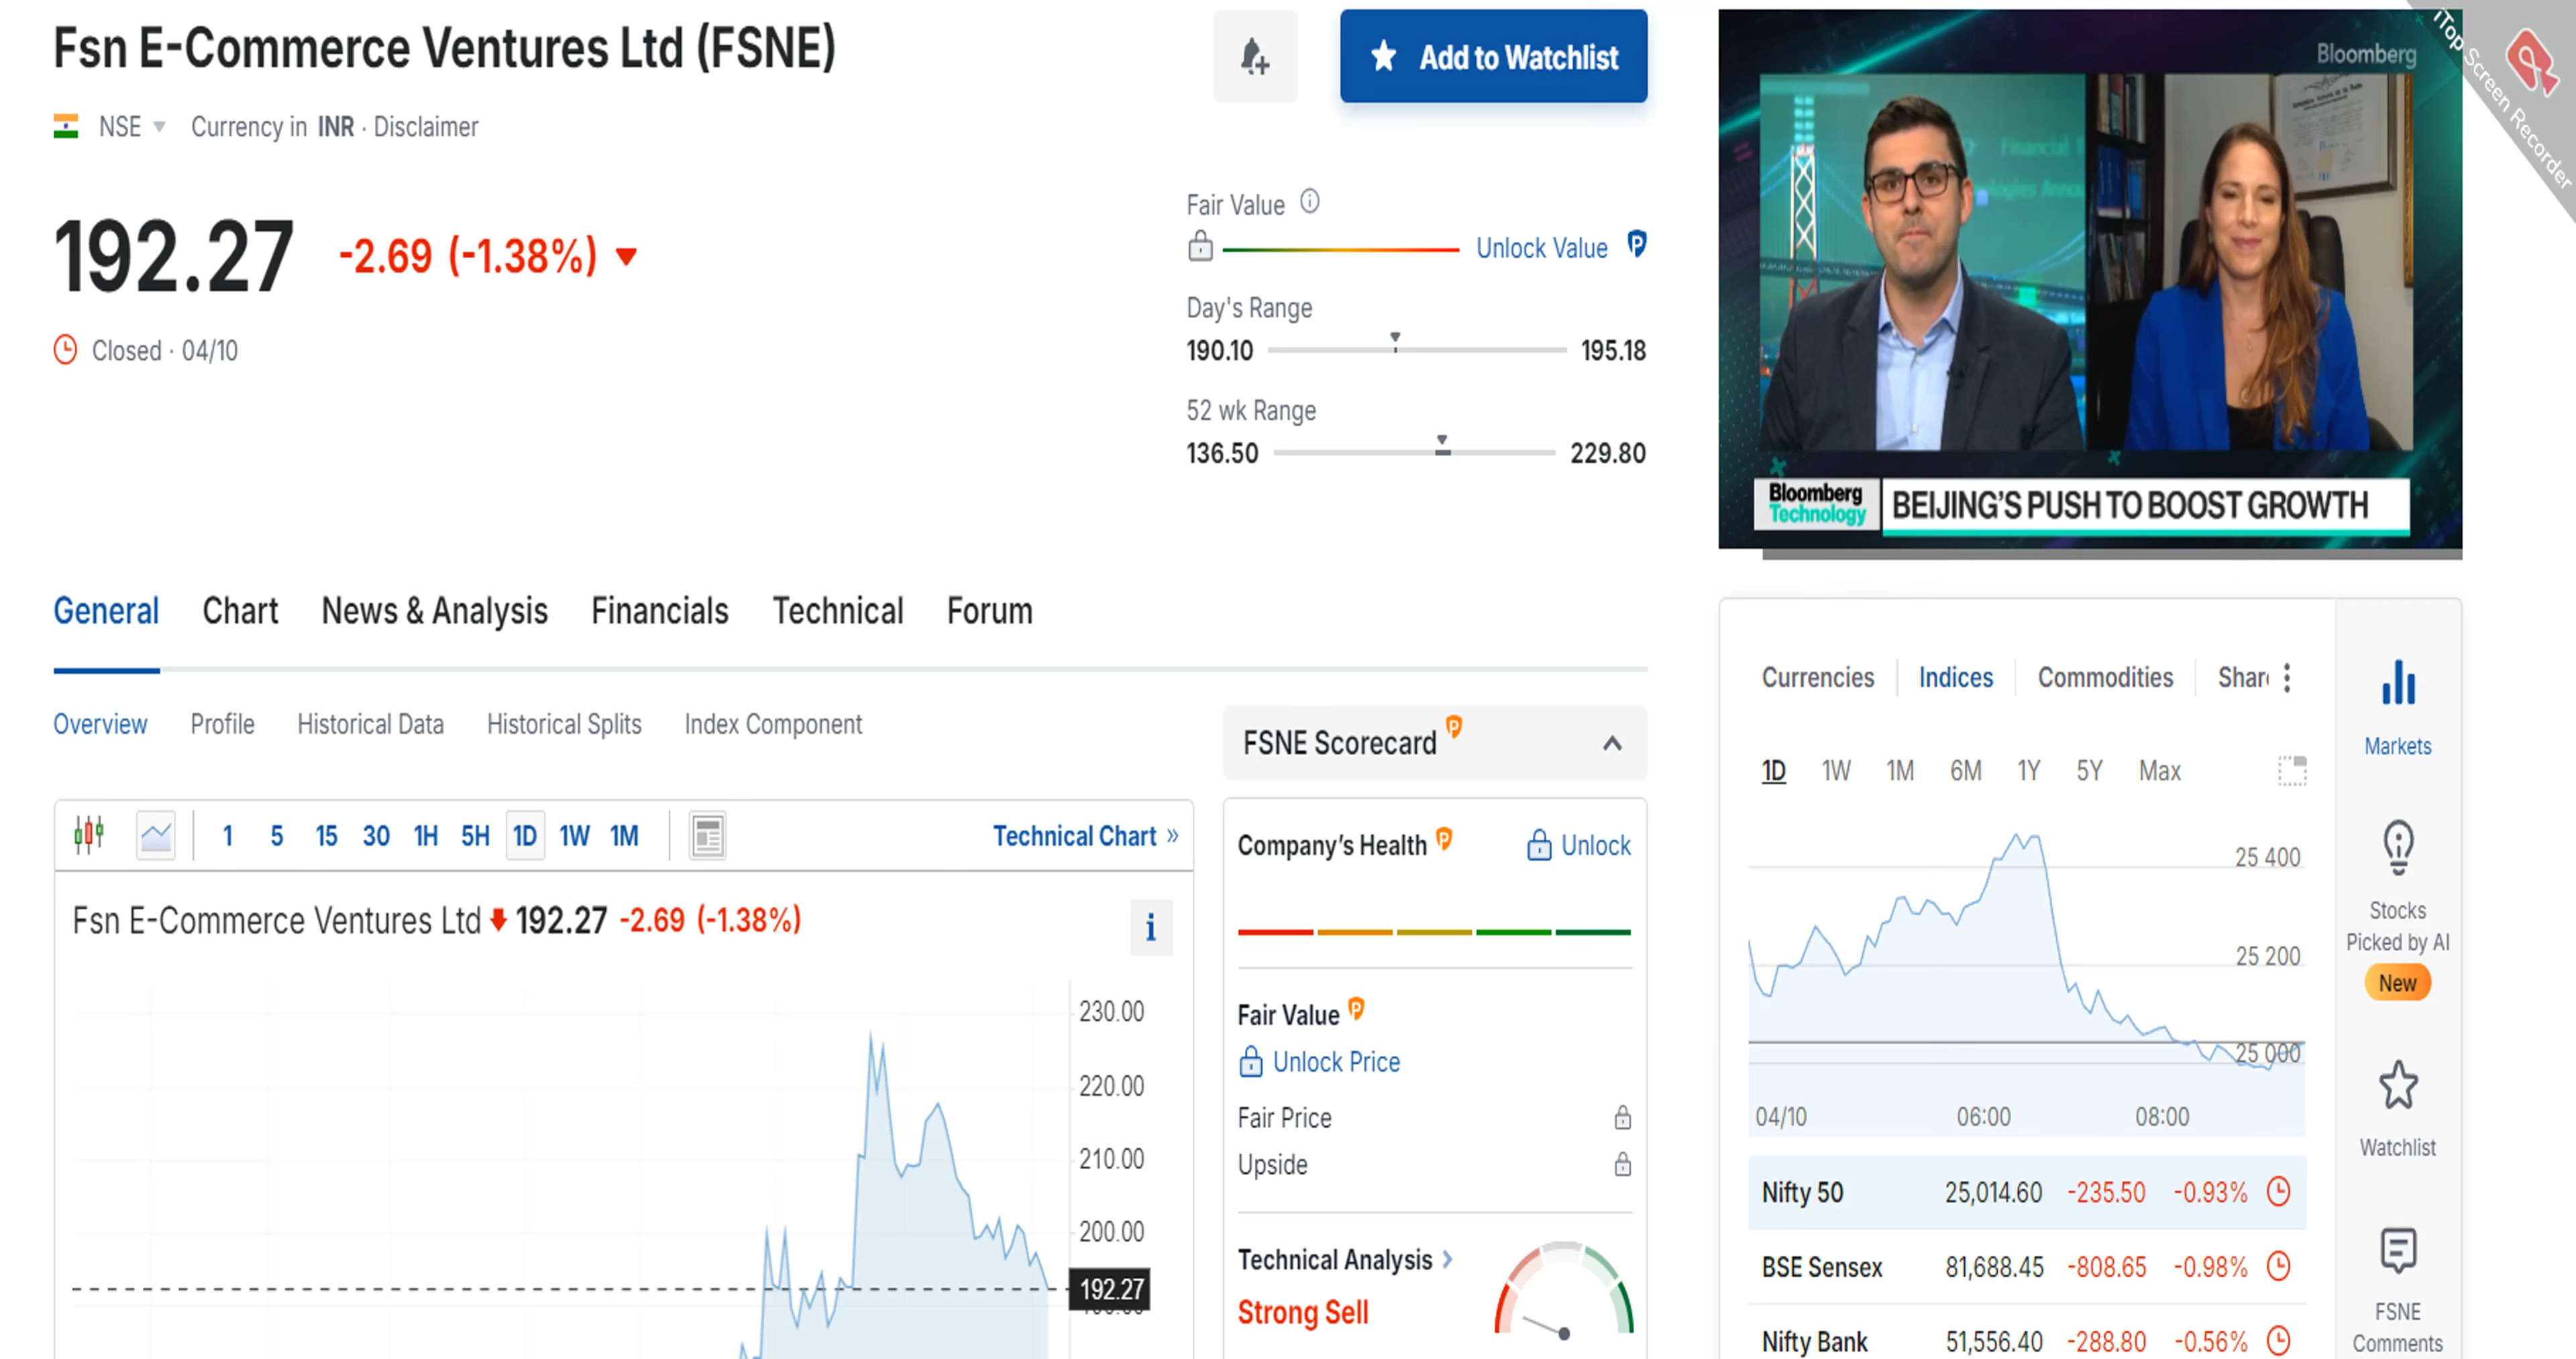 Fsn E-Commerce Ventures Ltd (FSNE)
Add to Watchlist
NSE Currency in INR · Disclaimer
192.27 -2.69 (-1.38%)
Closed · 04/10
Fair Value
Unlock Value
Day's Range
190.10 195.18
52 wk Range
136.50 229.80
Bloomberg
Financial
Bloomberg
Technology
BEIJING'S PUSH TO BOOST GROWTH
iTop Screen Recorder
General Chart News & Analysis Financials Technical Forum
Overview Profile Historical Data Historical Splits Index Component
1 5 15 30 1H 5H 1D 1W 1M
Technical Chart »
Fsn E-Commerce Ventures Ltd 192.27 -2.69 (-1.38%)
i
230.00
220.00
210.00
200.00
192.27
FSNE Scorecard
Company's Health
Unlock
Fair Value
Unlock Price
Fair Price
Upside
Technical Analysis
Strong Sell
Currencies Indices Commodities Shar
1D 1W 1M 6M 1Y 5Y Max
25 400
25 200
25 000
04/10 06:00 08:00
Nifty 50 25,014.60 -235.50 -0.93%
BSE Sensex 81,688.45 -808.65 -0.98%
Nifty Bank 51,556.40 -288.80 -0.56%
Markets
Stocks
Picked by AI
New
Watchlist
FSNE
Comments